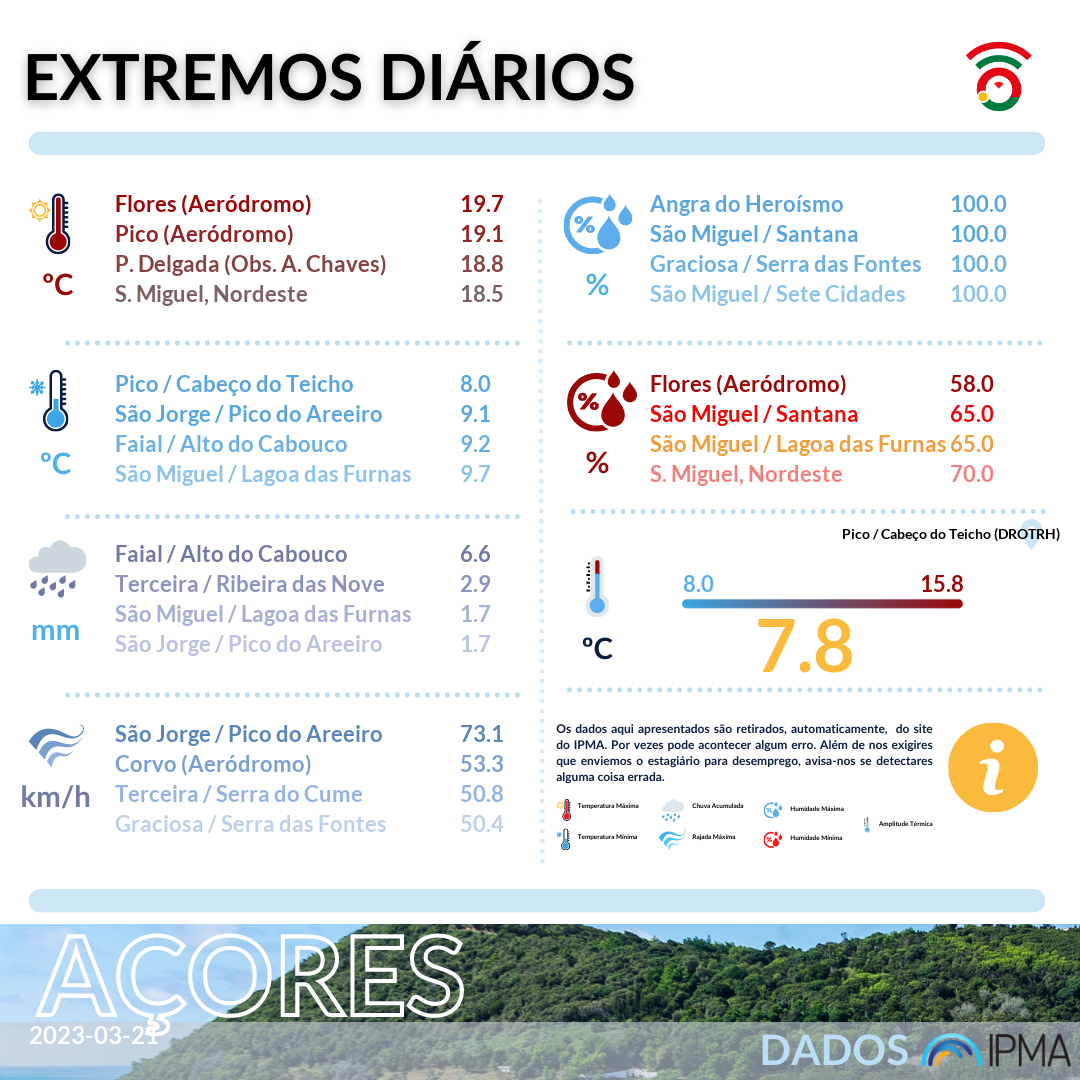 EXTREMOS DIÁRIOS
Flores (Aeródromo) 19.7
Pico (Aeródromo) 19.1
P. Delgada (Obs. A. Chaves) 18.8
S. Miguel, Nordeste 18.5
ºC
Pico / Cabeço do Teicho 8.0
São Jorge / Pico do Areeiro 9.1
Faial / Alto do Cabouco 9.2
São Miguel / Lagoa das Furnas 9.7
ºC
Faial / Alto do Cabouco 6.6
Terceira / Ribeira das Nove 2.9
São Miguel / Lagoa das Furnas 1.7
São Jorge / Pico do Areeiro 1.7
mm
São Jorge / Pico do Areeiro 73.1
Corvo (Aeródromo) 53.3
Terceira / Serra do Cume 50.8
Graciosa / Serra das Fontes 50.4
km/h
%
Angra do Heroísmo 100.0
São Miguel / Santana 100.0
Graciosa / Serra das Fontes 100.0
São Miguel / Sete Cidades 100.0
%
%
Flores (Aeródromo) 58.0
São Miguel / Santana 65.0
São Miguel / Lagoa das Furnas 65.0
S. Miguel, Nordeste 70.0
%
Pico / Cabeço do Teicho (DROTRH)
8.0 15.8
7.8
ºC
Os dados aqui apresentados são retirados, automaticamente, do site
do IPMA. Por vezes pode acontecer algum erro. Além de nos exigires
que enviemos o estagiário para desemprego, avisa-nos se detectares
alguma coisa errada.
i
Temperatura Máxima Chuva Acumulada Humidade Máxima
Amplitude Térmica
Temperatura Mínima Rajada Máxima Humidade Mínima
AÇORES
2023-03-21
DADOS IPMA